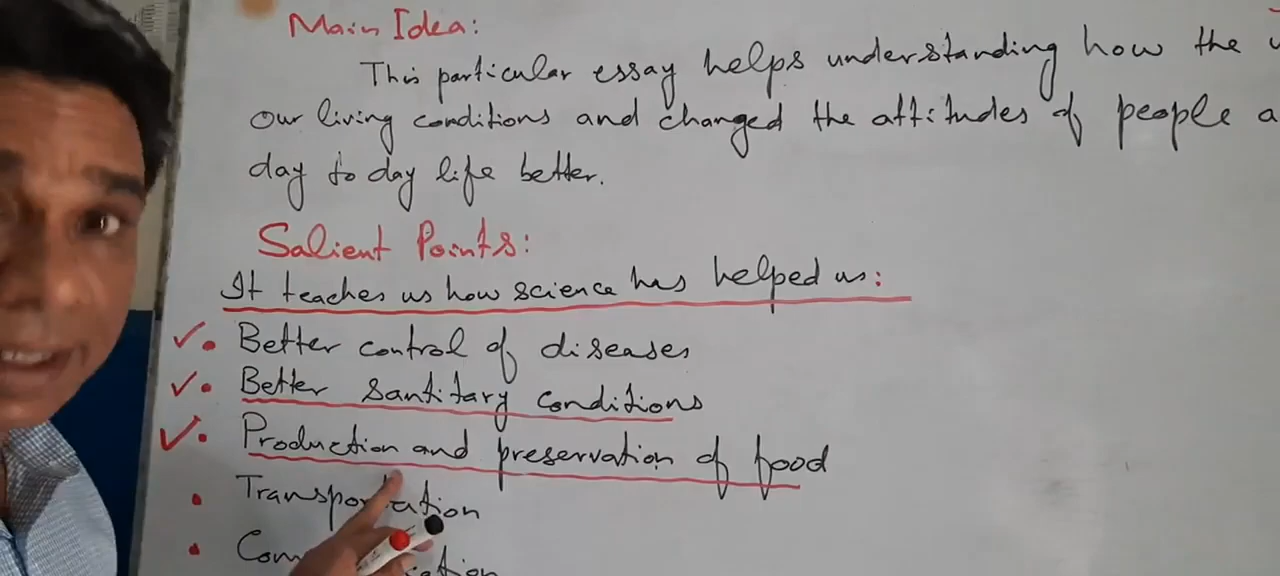 Main Idea:
This particular essay helps understanding how the
our living conditions and changed the attitudes of people
day to day life better.
Salient Points:
It teaches us how science has helped us:
Better control of diseases
Better santitary conditions
Production and preservation of food
Transportation